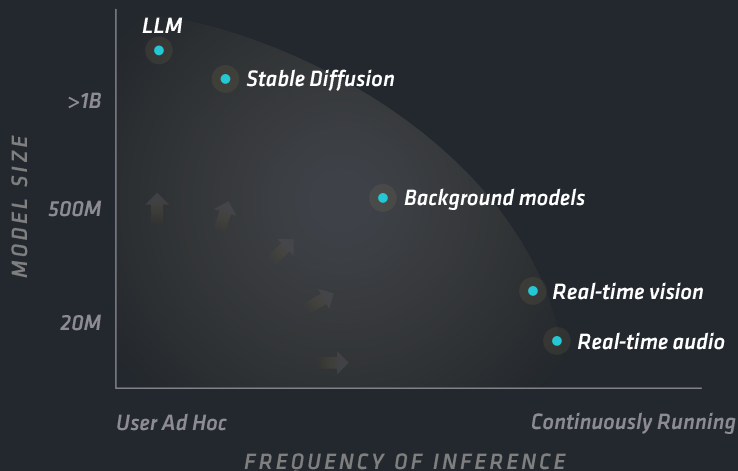 LLM
Stable Diffusion
>1B
MODEL SIZE
500M
Background models
Real-time vision
20M
Real-time audio
User Ad Hoc
Continuously Running
FREQUENCY OF INFERENCE